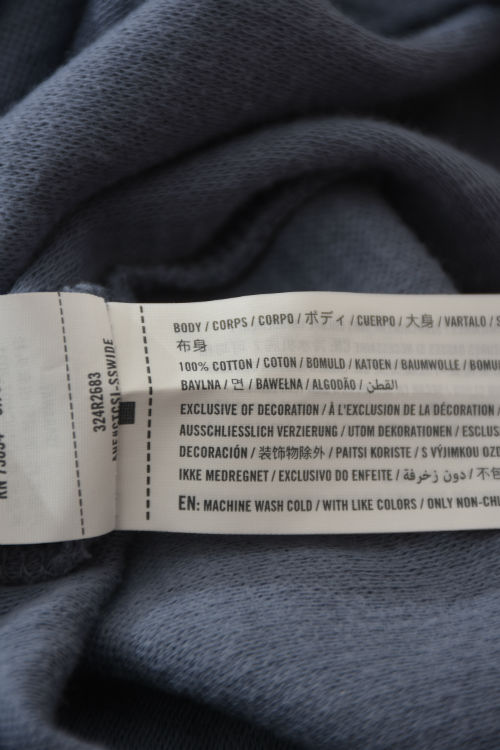 BODY / CORPS / CORPO / ボディ / CUERPO / 大身 / VARTALO /
布身
100% COTTON / COTON / BOMULD / KATOEN / BAUMWOLLE /
BAVLNA / 면 / BAWEŁNA / ALGODÃO / القطن
EXCLUSIVE OF DECORATION / À L'EXCLUSION DE LA DÉCORATION
AUSSCHLIESSLICH VERZIERUNG / UTOM DEKORATIONEN /
DECORACIÓN / 装饰物除外 / PAITSI KORISTE / S VÝJIMKOU
IKKE MEDREGNET / EXCLUSIVO DO ENFEITE / دون زخرفة /
EN: MACHINE WASH COLD / WITH LIKE COLORS / ONLY
324R2683